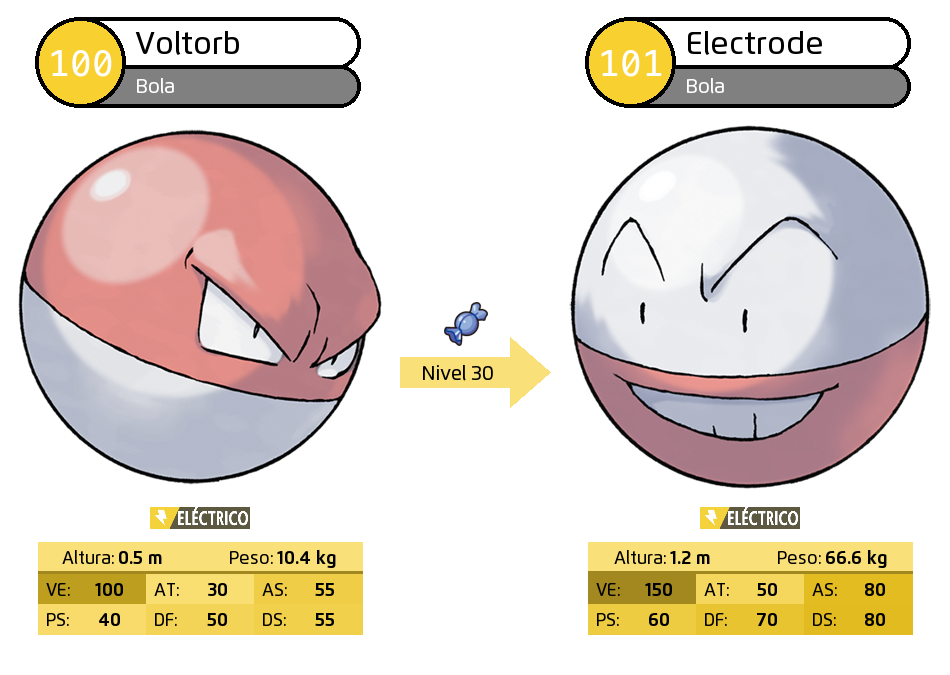 100 Voltorb
Bola
101 Electrode
Bola
Nivel 30
ELÉCTRICO
ELÉCTRICO
Altura: 0.5 m Peso: 10.4 kg
VE: 100 AT: 30 AS: 55
PS: 40 DF: 50 DS: 55
Altura: 1.2 m Peso: 66.6 kg
VE: 150 AT: 50 AS: 80
PS: 60 DF: 70 DS: 80